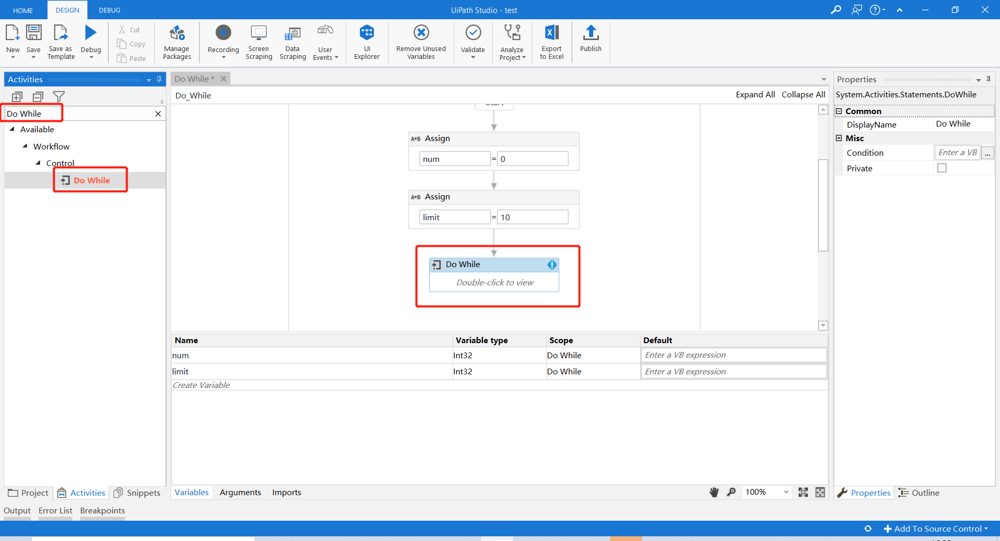 HOME
DESIGN
DEBUG
UiPath Studio - test
New
Save
Save as
Template
Debug
Cut
Copy
Paste
Manage
Packages
Recording
Screen
Scraping
Data
Scraping
User
Events
UI
Explorer
Remove Unused
Variables
Validate
Analyze
Project
Export
to Excel
Publish
Activities
Do While
Available
Workflow
Control
Do While
Do While *
Do_While
Expand All
Collapse All
Start
A+B Assign
num = 0
A+B Assign
limit = 10
Do While
Double-click to view
Name
Variable type
Scope
Default
num
Int32
Do While
Enter a VB expression
limit
Int32
Do While
Enter a VB expression
Create Variable
Variables
Arguments
Imports
100%
Properties
System.Activities.Statements.DoWhile
Common
DisplayName
Do While
Misc
Condition
Enter a VB
...
Private
Project
Activities
Snippets
Properties
Outline
Output
Error List
Breakpoints
Add To Source Control